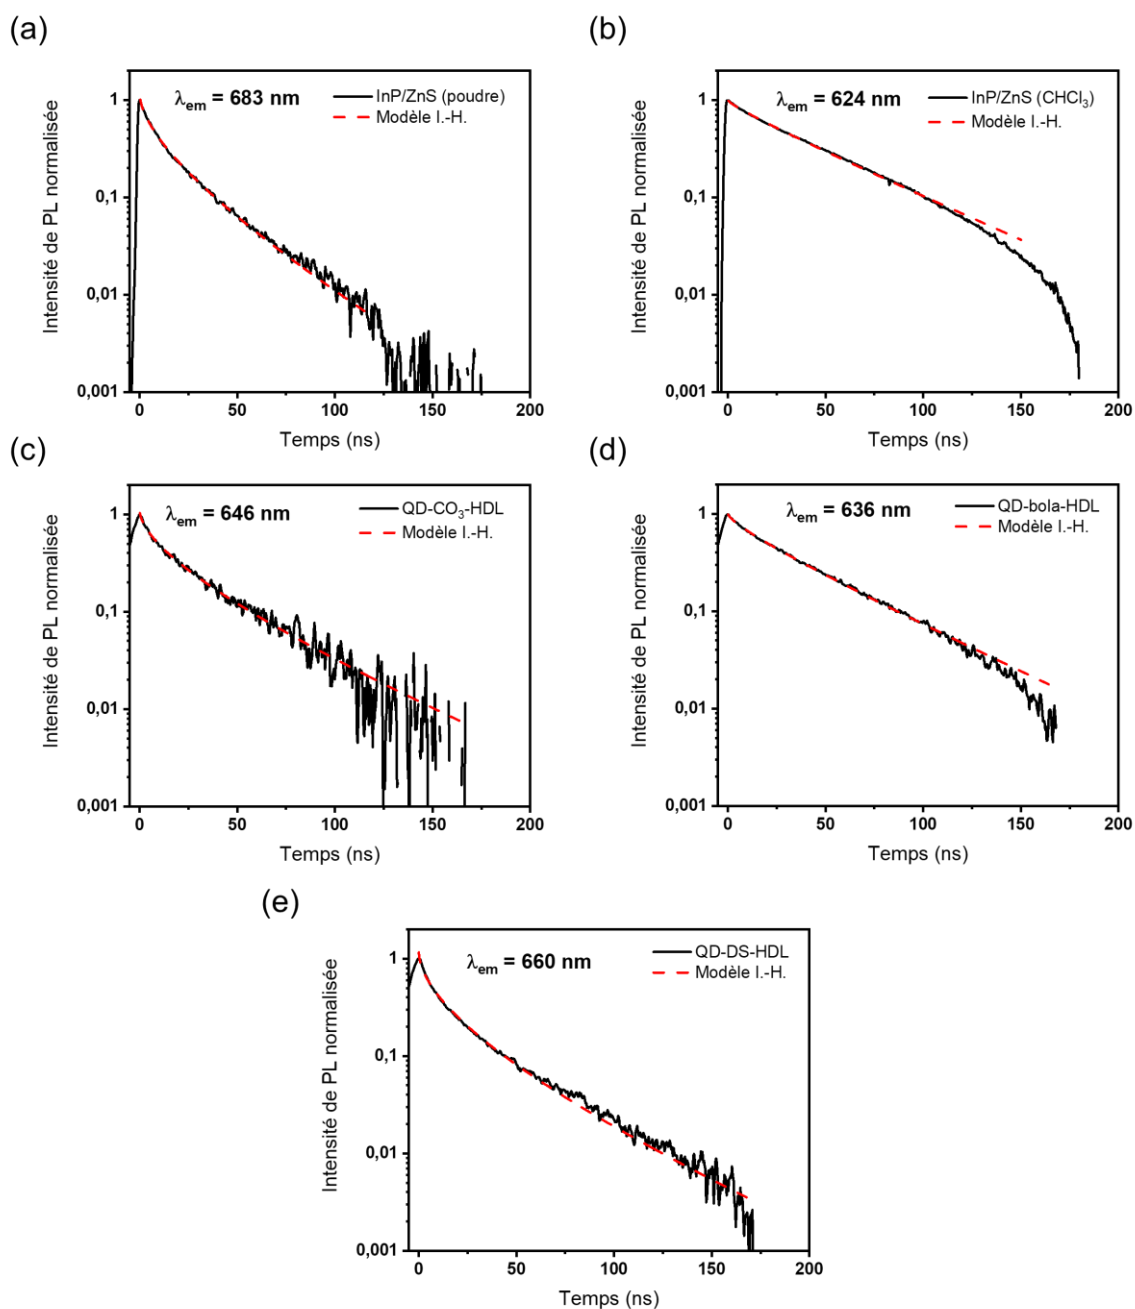 (a)
λem = 683 nm
InP/ZnS (poudre)
Modèle I.-H.
Intensité de PL normalisée
1
0,1
0,01
0,001
0 50 100 150 200
Temps (ns)
(b)
λem = 624 nm
InP/ZnS (CHCl3)
Modèle I.-H.
Intensité de PL normalisée
1
0,1
0,01
0,001
0 50 100 150 200
Temps (ns)
(c)
λem = 646 nm
QD-CO3-HDL
Modèle I.-H.
Intensité de PL normalisée
1
0,1
0,01
0,001
0 50 100 150 200
Temps (ns)
(d)
λem = 636 nm
QD-bola-HDL
Modèle I.-H.
Intensité de PL normalisée
1
0,1
0,01
0,001
0 50 100 150 200
Temps (ns)
(e)
λem = 660 nm
QD-DS-HDL
Modèle I.-H.
Intensité de PL normalisée
1
0,1
0,01
0,001
0 50 100 150 200
Temps (ns)